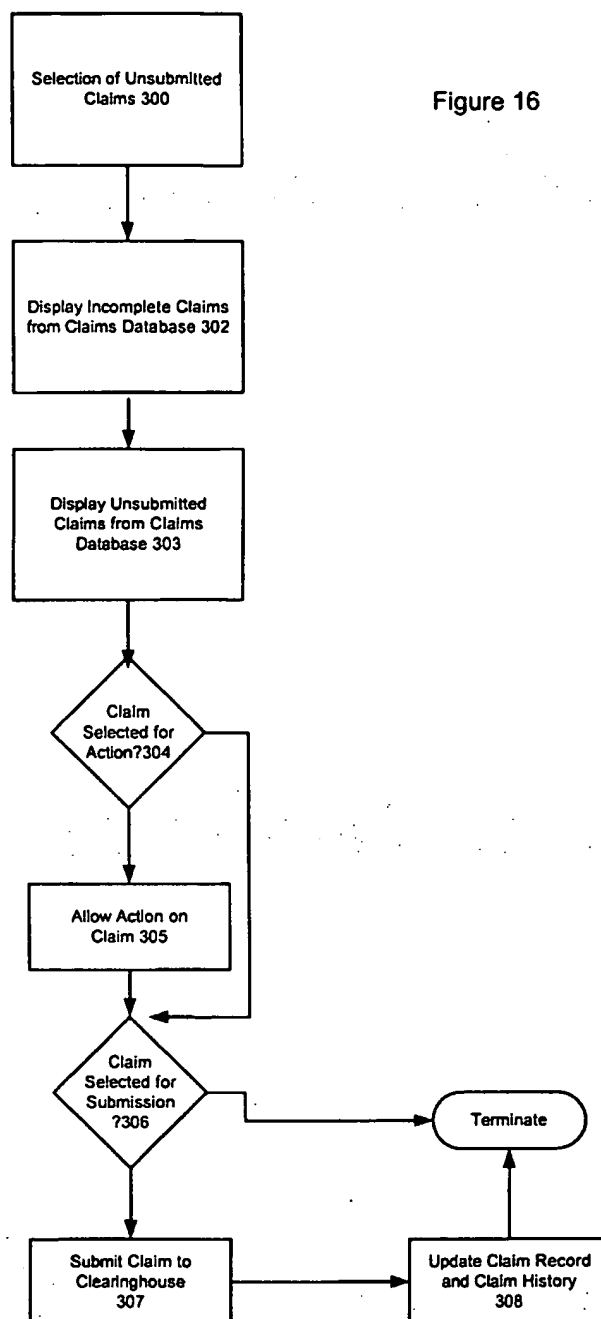 Selection of Unsubmitted
Claims 300
Figure 16
Display Incomplete Claims
from Claims Database 302
Display Unsubmitted
Claims from Claims
Database 303
Claim
Selected for
Action?304
Allow Action on
Claim 305
Claim
Selected for
Submission
?306
Terminate
Submit Claim to
Clearinghouse
307
Update Claim Record
and Claim History
308